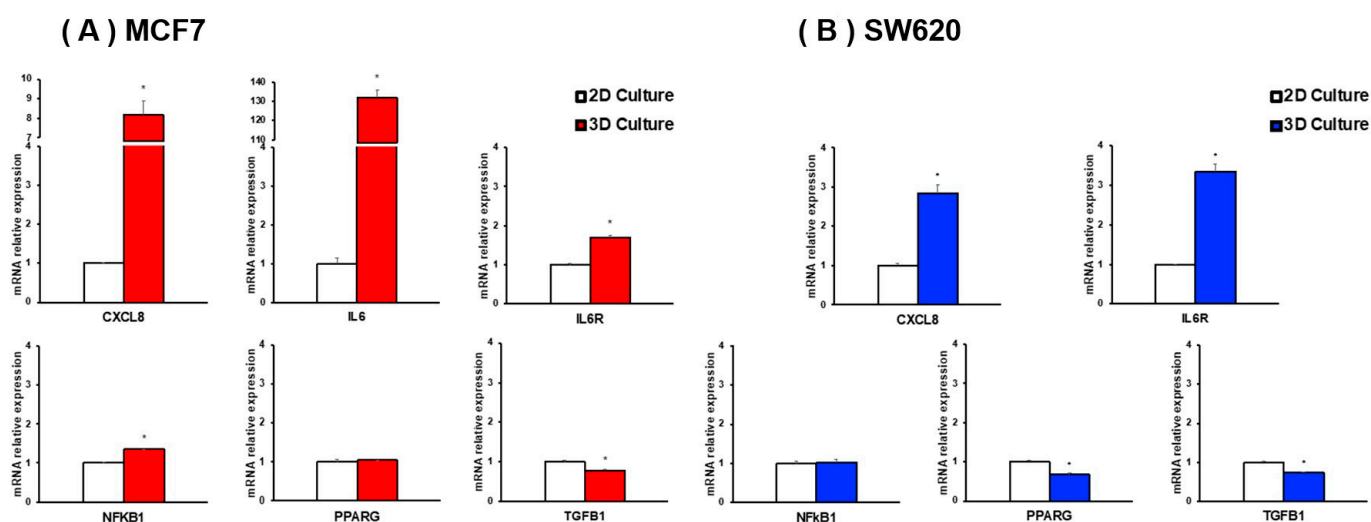 ( A ) MCF7
( B ) SW620
10
9
8
7
4
3
2
1
0
mRNA relative expression
*
CXCL8
140
130
120
110
4
3
2
1
0
mRNA relative expression
*
IL6
2D Culture
3D Culture
4
3
2
1
0
mRNA relative expression
*
IL6R
4
3
2
1
0
mRNA relative expression
*
CXCL8
2D Culture
3D Culture
4
3
2
1
0
mRNA relative expression
*
IL6R
4
3
2
1
0
mRNA relative expression
*
NFKB1
4
3
2
1
0
mRNA relative expression
PPARG
4
3
2
1
0
mRNA relative expression
*
TGFB1
4
3
2
1
0
mRNA relative expression
NFkB1
4
3
2
1
0
mRNA relative expression
*
PPARG
4
3
2
1
0
mRNA relative expression
*
TGFB1